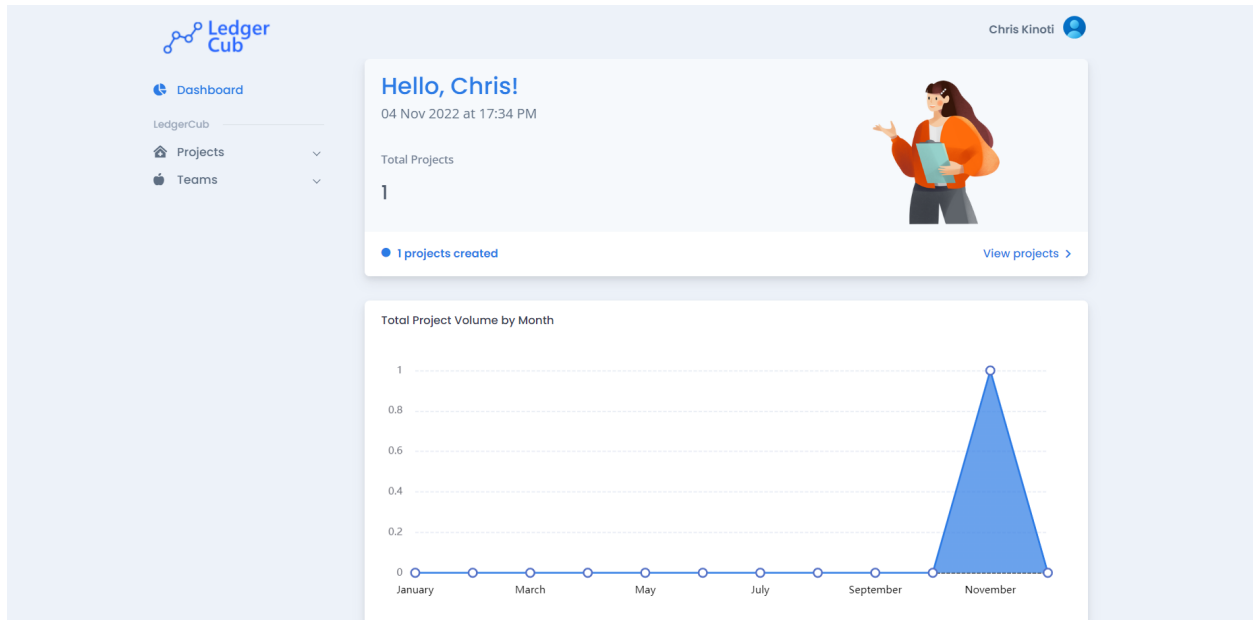 Ledger
Cub
Chris Kinoti
Dashboard
LedgerCub
Projects
Teams
Hello, Chris!
04 Nov 2022 at 17:34 PM
Total Projects
1
1 projects created
View projects
Total Project Volume by Month
1
0.8
0.6
0.4
0.2
0
January March May July September November